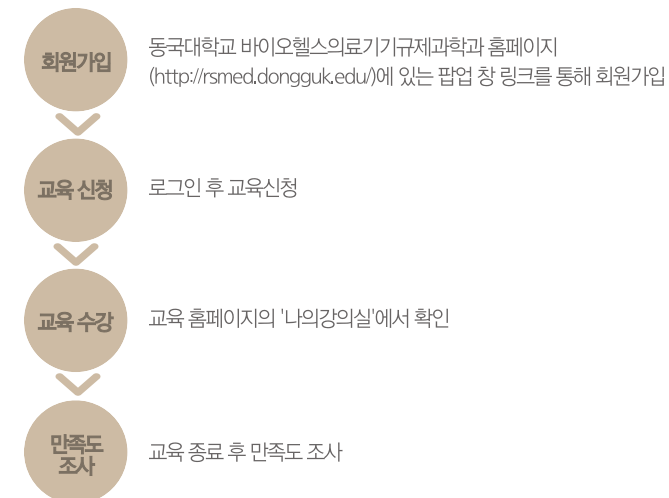 회원가입
동국대학교 바이오헬스의료기기규제과학과 홈페이지
(http://rsmed.dongguk.edu/)에 있는 팝업 창 링크를 통해 회원가입
교육 신청
로그인 후 교육신청
교육 수강
교육 홈페이지의 '나의강의실'에서 확인
만족도
조사
교육 종료 후 만족도 조사